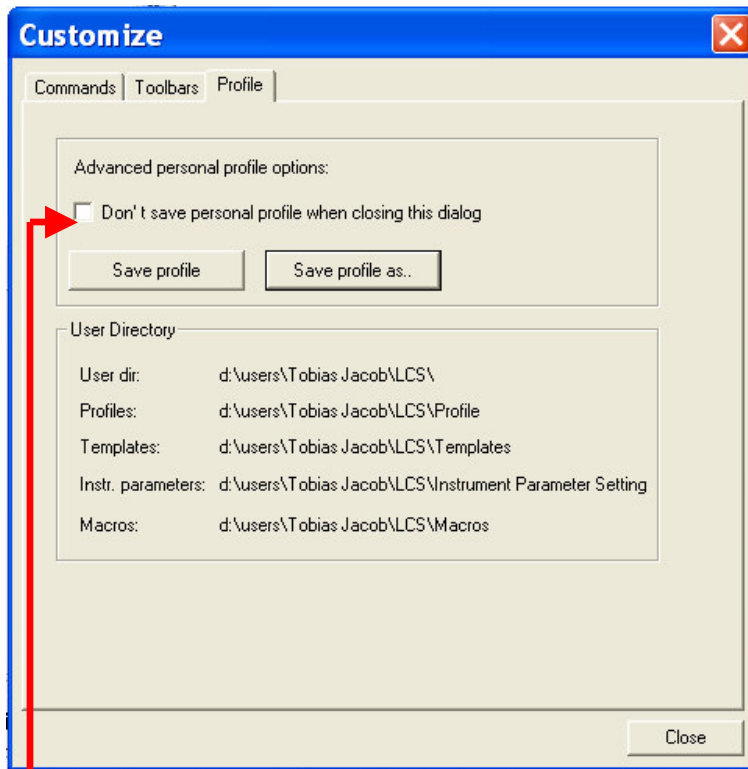 Customize
Commands Toolbars Profile
Advanced personal profile options:
Don' t save personal profile when closing this dialog
Save profile Save profile as..
User Directory
User dir: d:\users\Tobias Jacob\LCS\
Profiles: d:\users\Tobias Jacob\LCS\Profile
Templates: d:\users\Tobias Jacob\LCS\Templates
Instr. parameters: d:\users\Tobias Jacob\LCS\Instrument Parameter Setting
Macros: d:\users\Tobias Jacob\LCS\Macros
Close